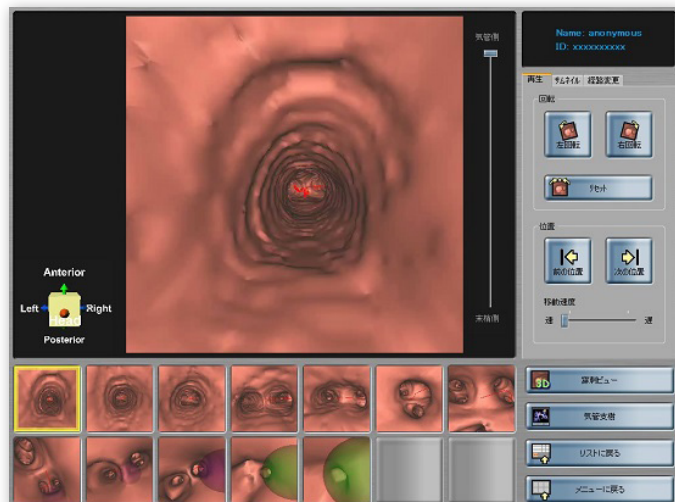 気管側
末梢側
Anterior
Left
Right
Posterior
Name: anonymous
ID: xxxxxxxxxx
再生
サムネイル
経路変更
回転
左回転
右回転
リセット
位置
前の位置
次の位置
移動速度
速
遅
気管支樹
リストに戻る
メニューに戻る
3D